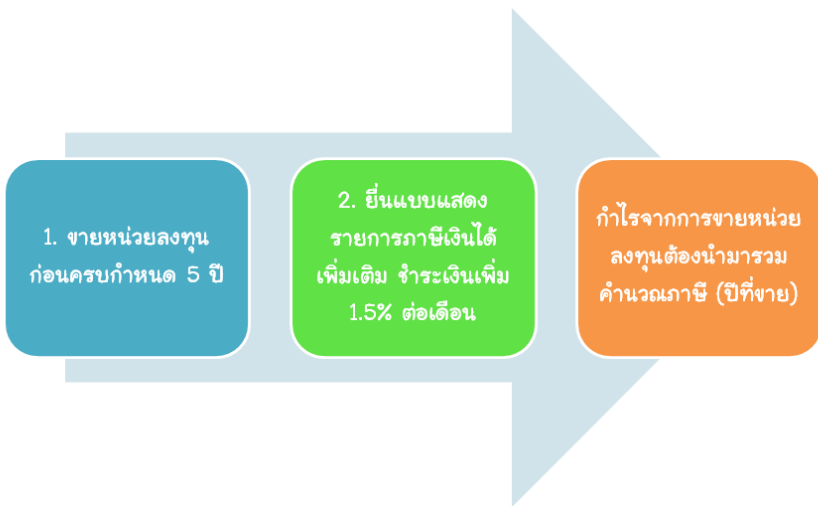 1. ขายหน่วยลงทุน
ก่อนครบกำหนด 5 ปี
2. ยื่นแบบแสดง
รายการภาษีเงินได้
เพิ่มเติม ชำระเงินเพิ่ม
1.5% ต่อเดือน
กำไรจากการขายหน่วย
ลงทุนต้องนำมารวม
คำนวณภาษี (ปีที่ขาย)